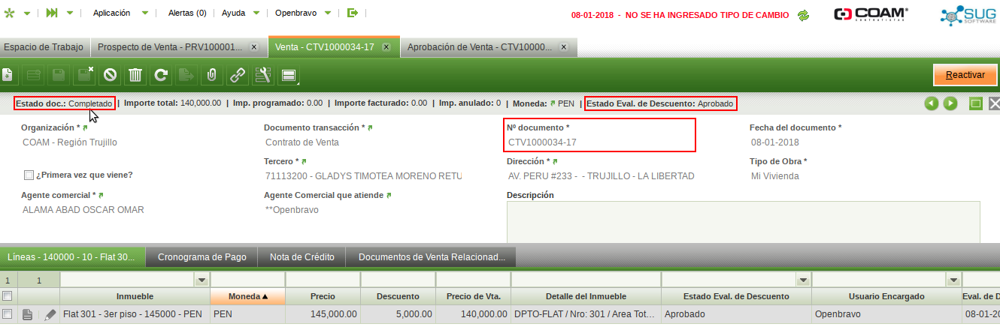 Aplicación Alertas (0) Ayuda Openbravo 08-01-2018 - NO SE HA INGRESADO TIPO DE CAMBIO COAM CONTRATISTAS SUG SOFTWARE
Espacio de Trabajo Prospecto de Venta - PRV100001... Venta - CTV1000034-17 Aprobación de Venta - CTV10000...
Reactivar
Estado doc.: Completado | Importe total: 140,000.00 | Imp. programado: 0.00 | Importe facturado: 0.00 | Imp. anulado: 0 | Moneda: PEN | Estado Eval. de Descuento: Aprobado
Organización * Documento transacción * Nº documento * Fecha del documento *
COAM - Región Trujillo Contrato de Venta CTV1000034-17 08-01-2018
Tercero * Dirección * Tipo de Obra *
¿Primera vez que viene? 71113200 - GLADYS TIMOTEA MORENO RETU AV. PERU #233 - - TRUJILLO - LA LIBERTAD Mi Vivienda
Agente comercial * Agente Comercial que atiende Descripción
ALAMA ABAD OSCAR OMAR **Openbravo
Líneas - 140000 - 10 - Flat 30... Cronograma de Pago Nota de Crédito Documentos de Venta Relacionad...
1 1
Inmueble Moneda Precio Descuento Precio de Vta. Detalle del Inmueble Estado Eval. de Descuento Usuario Encargado Eval. de D
Flat 301 - 3er piso - 145000 - PEN PEN 145,000.00 5,000.00 140,000.00 DPTO-FLAT / Nro: 301 / Area Tot... Aprobado Openbravo 08-01-20